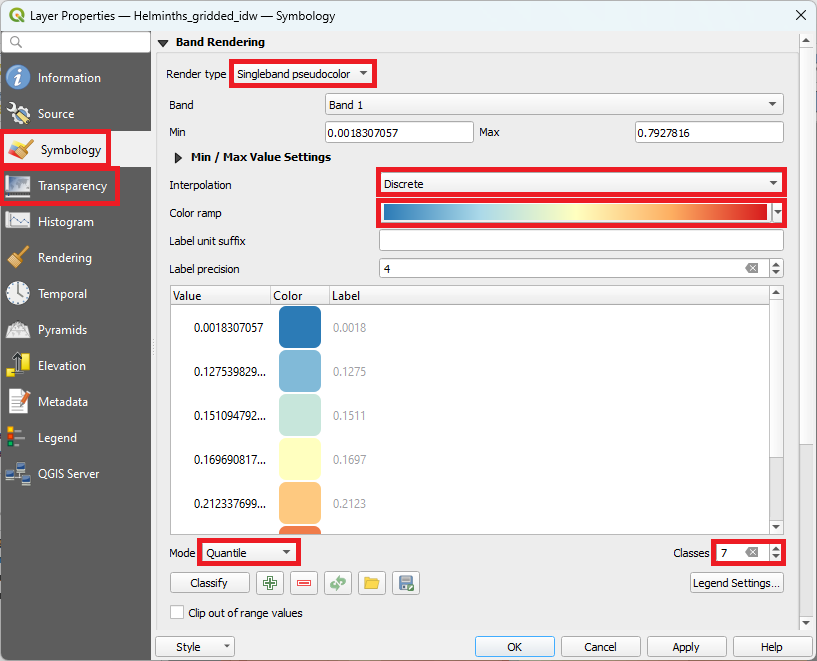 Layer Properties — Helminths_gridded_idw — Symbology
Information
Source
Symbology
Transparency
Histogram
Rendering
Temporal
Pyramids
Elevation
Metadata
Legend
QGIS Server
Band Rendering
Render type Singleband pseudocolor
Band Band 1
Min 0.0018307057 Max 0.7927816
Min / Max Value Settings
Interpolation Discrete
Color ramp
Label unit suffix
Label precision 4
Value Color Label
0.0018307057 0.0018
0.127539829... 0.1275
0.151094792... 0.1511
0.169690817... 0.1697
0.212337699... 0.2123
Mode Quantile Classes 7
Classify Legend Settings...
Clip out of range values
Style OK Cancel Apply Help